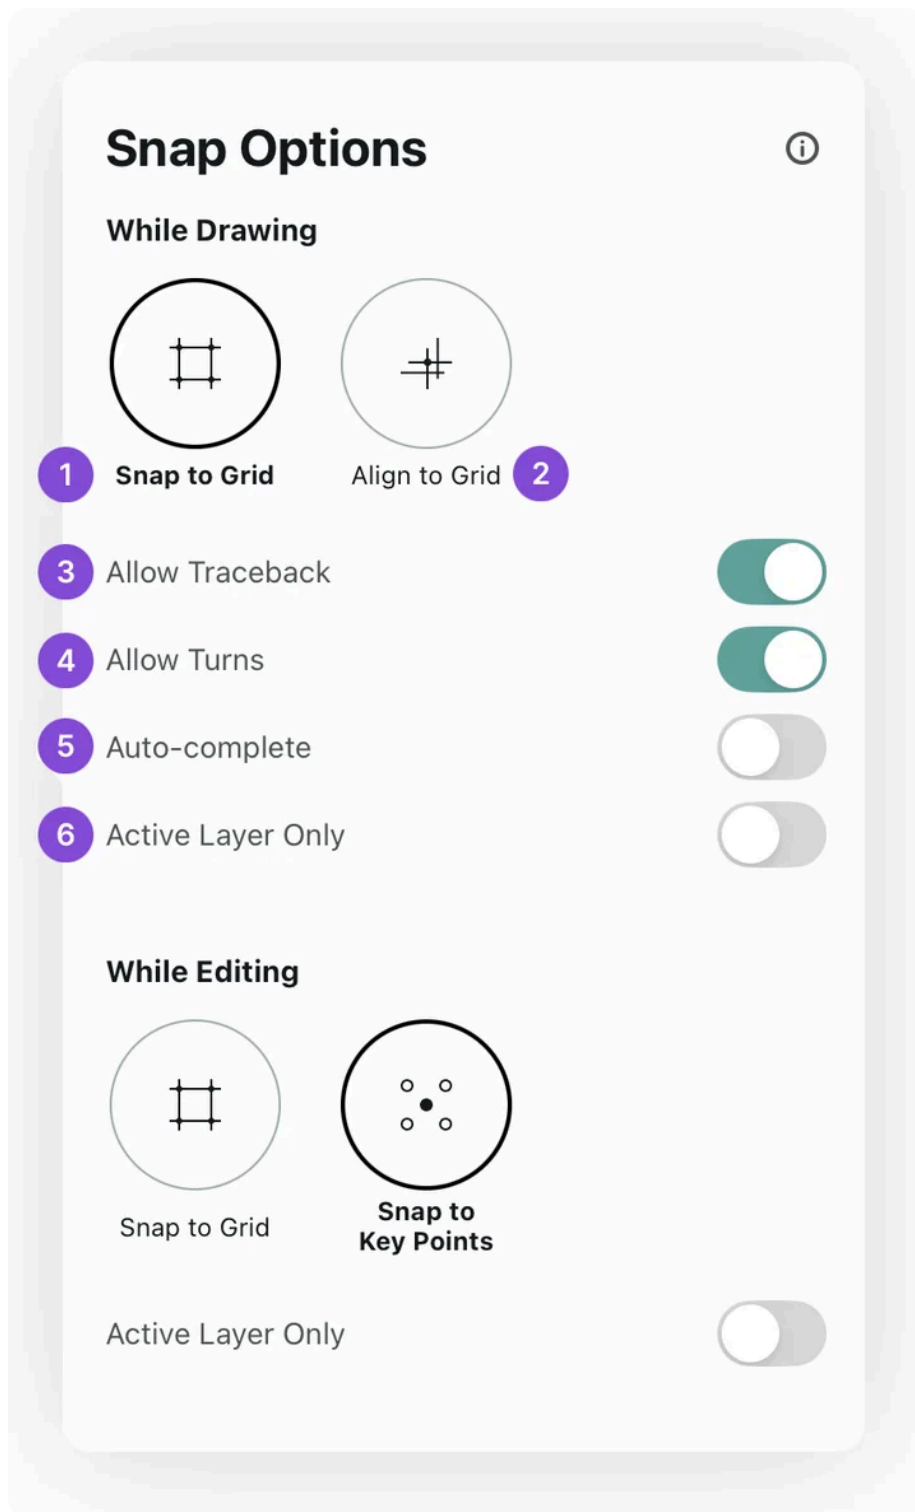 Snap Options
While Drawing
1 Snap to Grid Align to Grid 2
3 Allow Traceback
4 Allow Turns
5 Auto-complete
6 Active Layer Only
While Editing
Snap to Grid
Snap to
Key Points
Active Layer Only